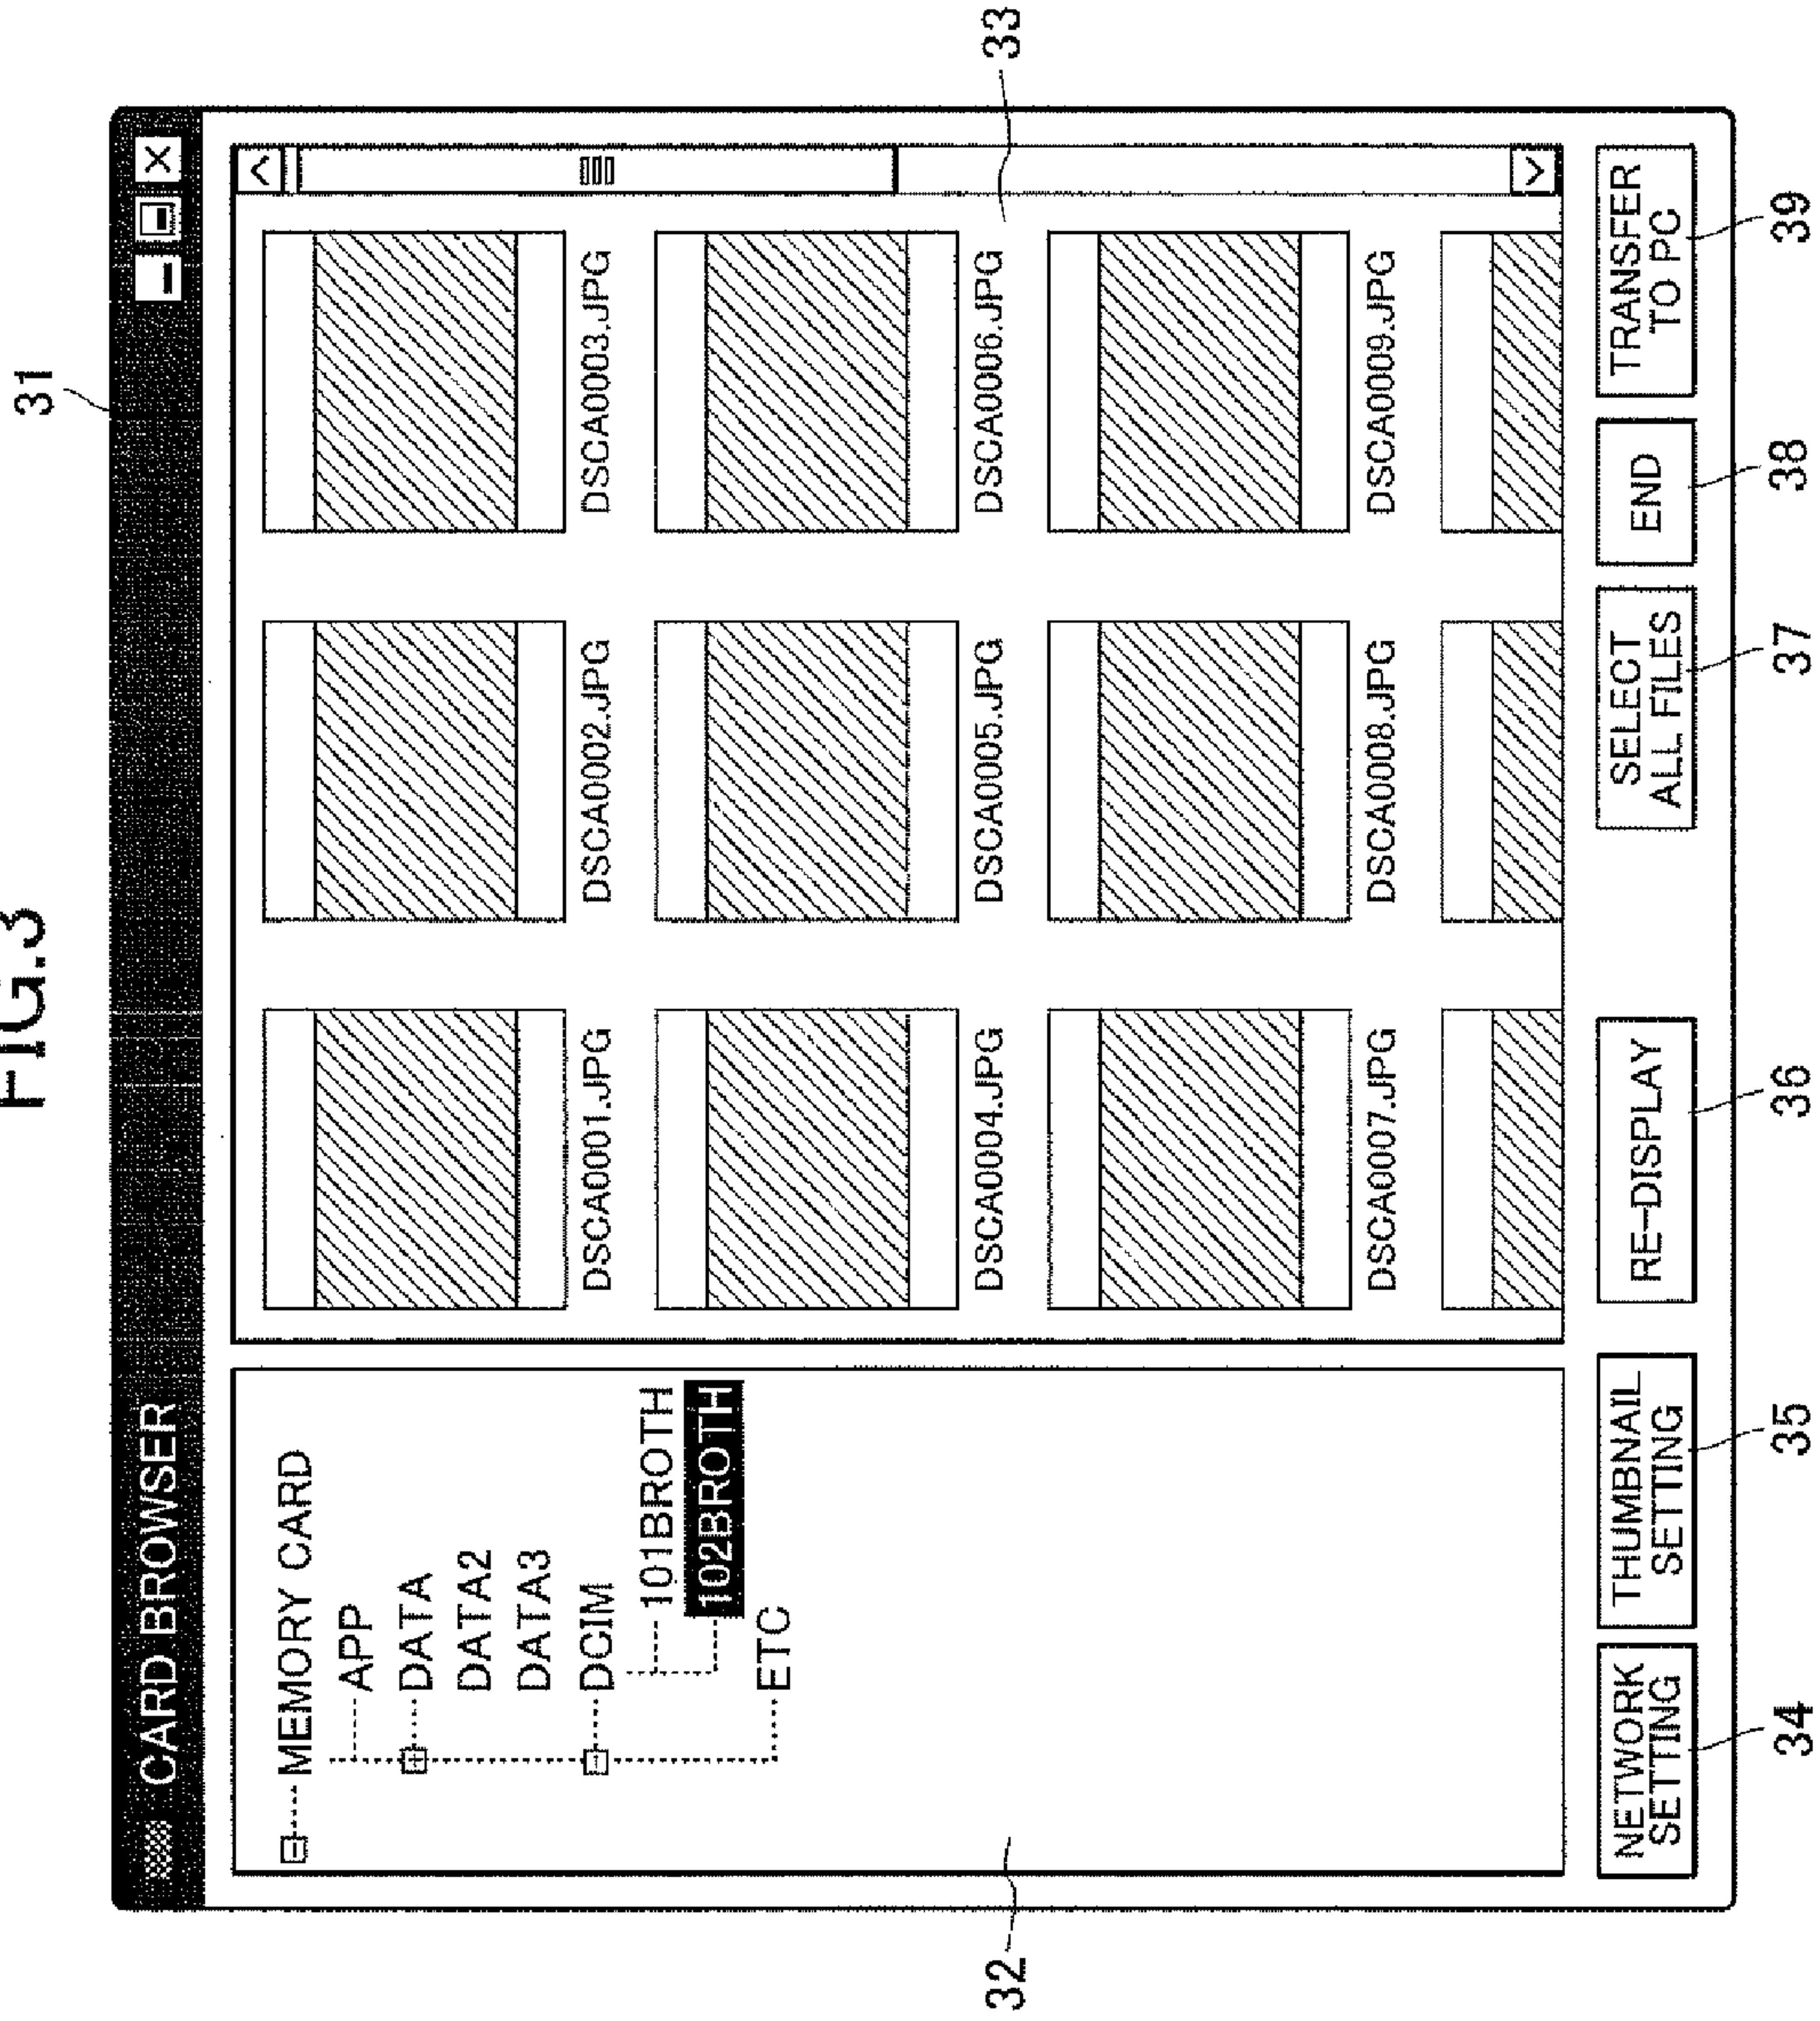 FIG.3
31
CARD BROWSER
MEMORY CARD
APP
DATA
DATA2
DATA3
DCIM
101BROTH
102BROTH
ETC
DSCA0001.JPG DSCA0002.JPG DSCA0003.JPG
DSCA0004.JPG DSCA0005.JPG DSCA0006.JPG
DSCA0007.JPG DSCA0008.JPG DSCA0009.JPG
32
33
NETWORK
SETTING
THUMBNAIL
SETTING
RE-DISPLAY
SELECT
ALL FILES
END
TRANSFER
TO PC
34 35 36 37 38 39